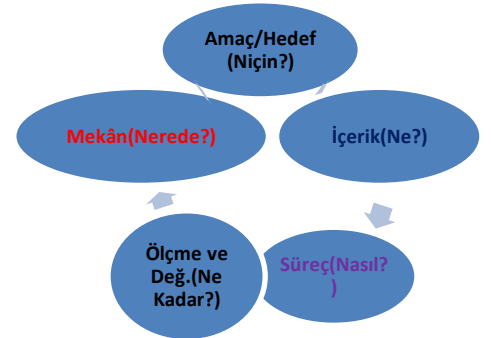 Amaç/Hedef
(Niçin?)
İçerik(Ne?)
Süreç(Nasıl?
)
Ölçme ve
Değ.(Ne
Kadar?)
Mekân(Nerede?)